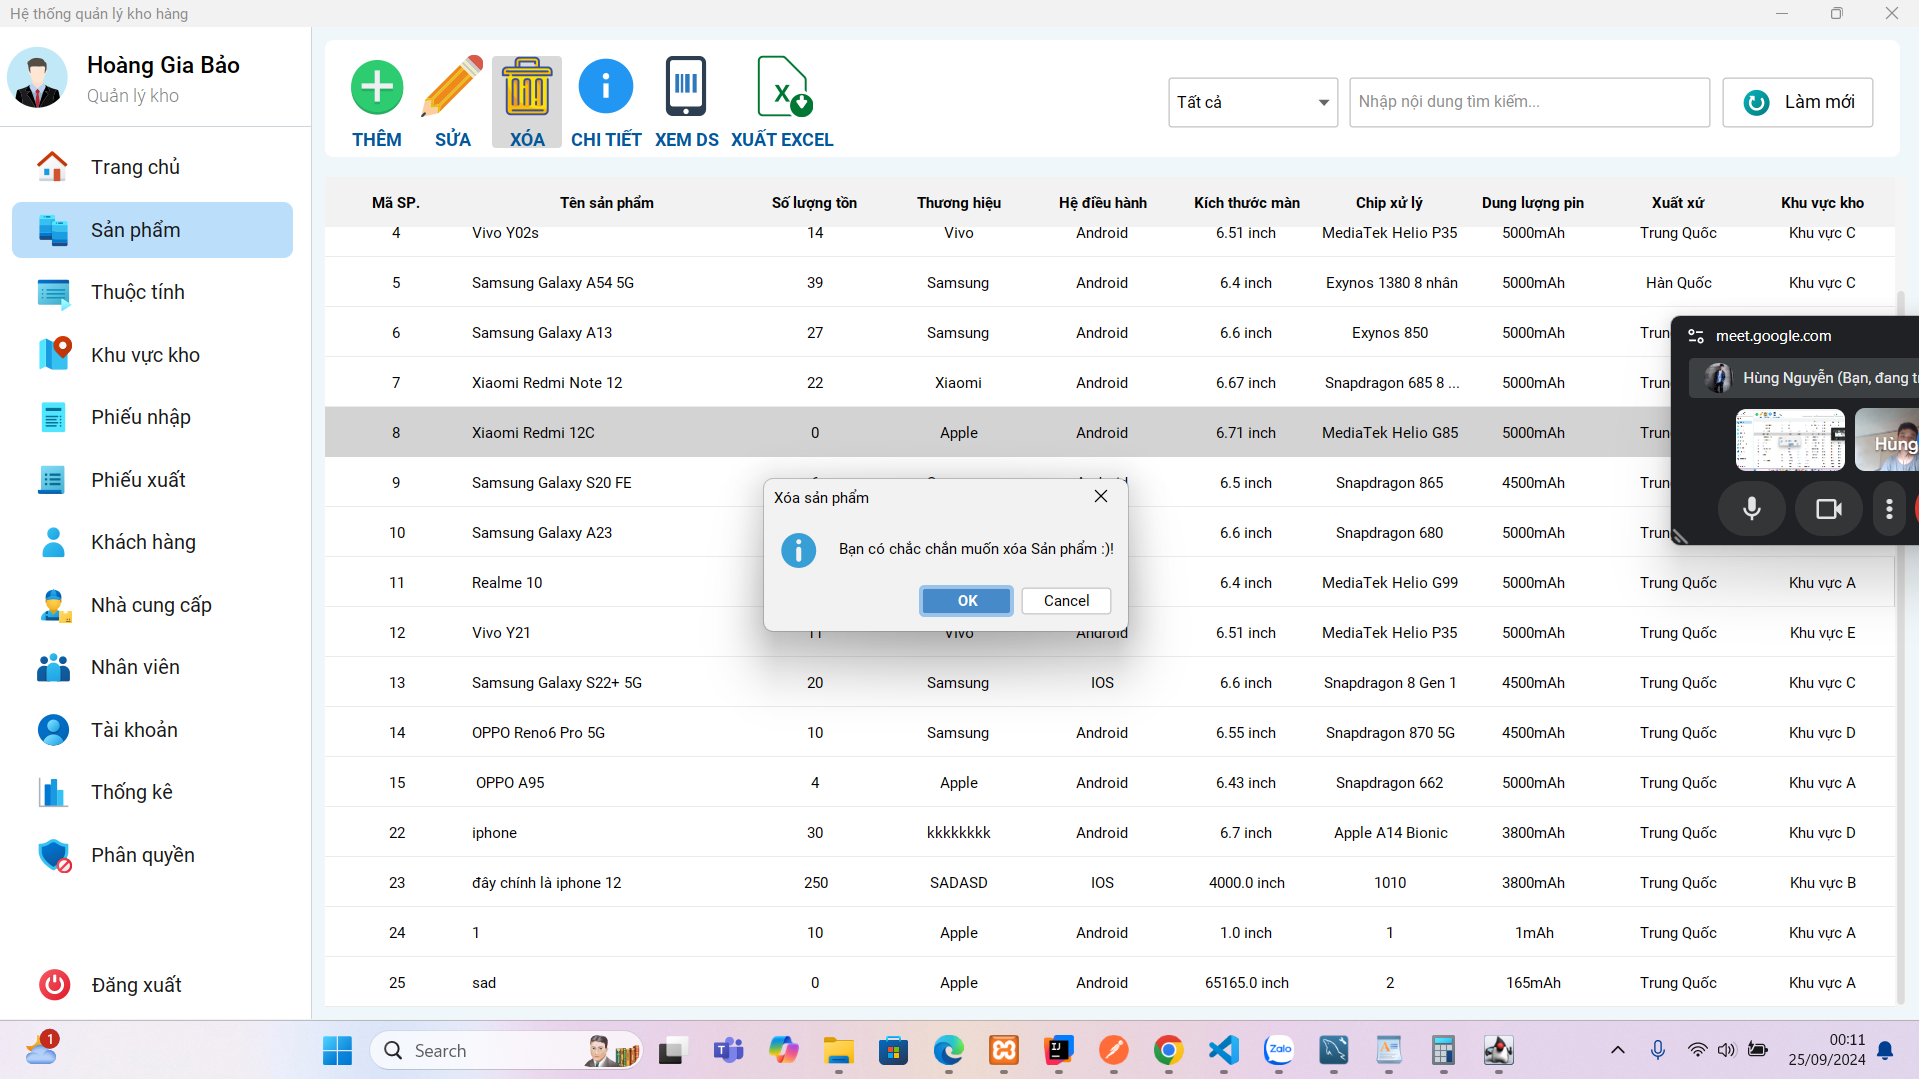 Hệ thống quản lý kho hàng
Hoàng Gia Bảo
Quản lý kho
Trang chủ
Sản phẩm
Thuộc tính
Khu vực kho
Phiếu nhập
Phiếu xuất
Khách hàng
Nhà cung cấp
Nhân viên
Tài khoản
Thống kê
Phân quyền
Đăng xuất
THÊM SỬA XÓA CHI TIẾT XEM DS XUẤT EXCEL
Tất cả Nhập nội dung tìm kiếm... Làm mới
Mã SP. Tên sản phẩm Số lượng tồn Thương hiệu Hệ điều hành Kích thước màn Chip xử lý Dung lượng pin Xuất xứ Khu vực kho
4 Vivo Y02s 14 Vivo Android 6.51 inch MediaTek Helio P35 5000mAh Trung Quốc Khu vực C
5 Samsung Galaxy A54 5G 39 Samsung Android 6.4 inch Exynos 1380 8 nhân 5000mAh Hàn Quốc Khu vực C
6 Samsung Galaxy A13 27 Samsung Android 6.6 inch Exynos 850 5000mAh Trun
7 Xiaomi Redmi Note 12 22 Xiaomi Android 6.67 inch Snapdragon 685 8 ... 5000mAh Trun
8 Xiaomi Redmi 12C 0 Apple Android 6.71 inch MediaTek Helio G85 5000mAh Trun
9 Samsung Galaxy S20 FE 6.5 inch Snapdragon 865 4500mAh Trun
10 Samsung Galaxy A23 6.6 inch Snapdragon 680 5000mAh Trun
11 Realme 10 6.4 inch MediaTek Helio G99 5000mAh Trung Quốc Khu vực A
12 Vivo Y21 11 Vivo Android 6.51 inch MediaTek Helio P35 5000mAh Trung Quốc Khu vực E
13 Samsung Galaxy S22+ 5G 20 Samsung IOS 6.6 inch Snapdragon 8 Gen 1 4500mAh Trung Quốc Khu vực C
14 OPPO Reno6 Pro 5G 10 Samsung Android 6.55 inch Snapdragon 870 5G 4500mAh Trung Quốc Khu vực D
15 OPPO A95 4 Apple Android 6.43 inch Snapdragon 662 5000mAh Trung Quốc Khu vực A
22 iphone 30 kkkkkkkk Android 6.7 inch Apple A14 Bionic 3800mAh Trung Quốc Khu vực D
23 đây chính là iphone 12 250 SADASD IOS 4000.0 inch 1010 3800mAh Trung Quốc Khu vực B
24 1 10 Apple Android 1.0 inch 1 1mAh Trung Quốc Khu vực A
25 sad 0 Apple Android 65165.0 inch 2 165mAh Trung Quốc Khu vực A
Xóa sản phẩm
Bạn có chắc chắn muốn xóa Sản phẩm :)!
OK Cancel
meet.google.com
Hùng Nguyễn (Bạn, đang t
Hùng
1
Search
Zalo
00:11
25/09/2024